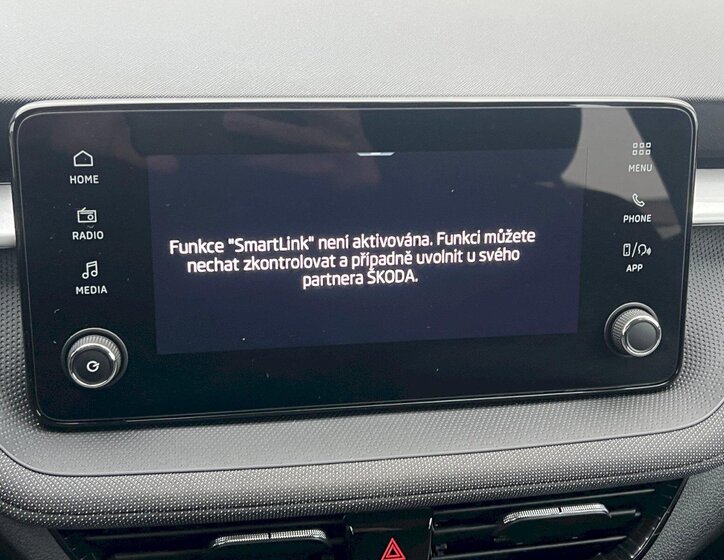 HOME
RADIO
MEDIA
Funkce "SmartLink" není aktivována. Funkci můžete
nechat zkontrolovat a případně uvolnit u svého
partnera ŠKODA.
MENU
PHONE
APP